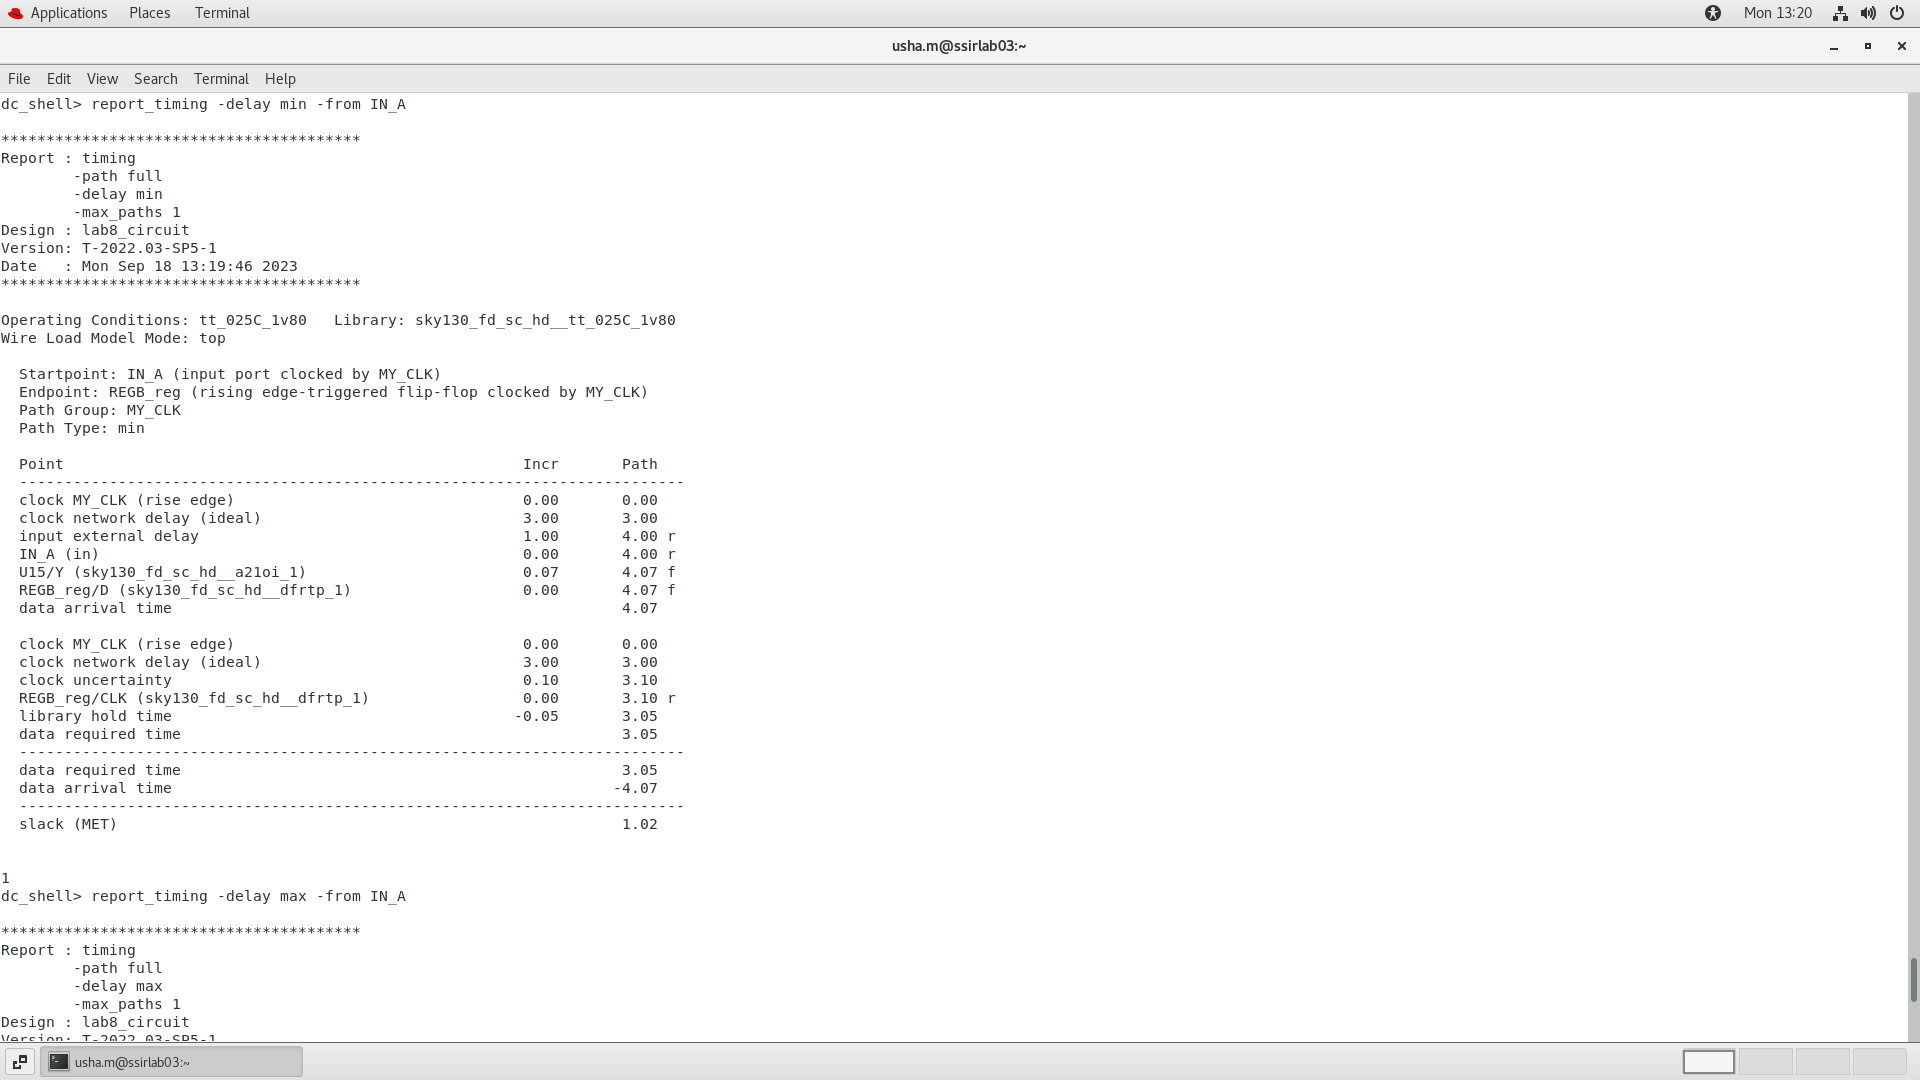 Applications Places Terminal Mon 13:20
usha.m@ssirlab03:~
File Edit View Search Terminal Help
dc_shell> report_timing -delay min -from IN_A
****************************************
Report : timing
        -path full
        -delay min
        -max_paths 1
Design : lab8_circuit
Version: T-2022.03-SP5-1
Date   : Mon Sep 18 13:19:46 2023
****************************************
Operating Conditions: tt_025C_1v80   Library: sky130_fd_sc_hd__tt_025C_1v80
Wire Load Model Mode: top
  Startpoint: IN_A (input port clocked by MY_CLK)
  Endpoint: REGB_reg (rising edge-triggered flip-flop clocked by MY_CLK)
  Path Group: MY_CLK
  Path Type: min
  Point                                                   Incr       Path
  --------------------------------------------------------------------------
  clock MY_CLK (rise edge)                                0.00       0.00
  clock network delay (ideal)                             3.00       3.00
  input external delay                                    1.00       4.00 r
  IN_A (in)                                               0.00       4.00 r
  U15/Y (sky130_fd_sc_hd__a21oi_1)                        0.07       4.07 f
  REGB_reg/D (sky130_fd_sc_hd__dfrtp_1)                   0.00       4.07 f
  data arrival time                                                  4.07
  clock MY_CLK (rise edge)                                0.00       0.00
  clock network delay (ideal)                             3.00       3.00
  clock uncertainty                                       0.10       3.10
  REGB_reg/CLK (sky130_fd_sc_hd__dfrtp_1)                 0.00       3.10 r
  library hold time                                      -0.05       3.05
  data required time                                                 3.05
  --------------------------------------------------------------------------
  data required time                                                 3.05
  data arrival time                                                 -4.07
  --------------------------------------------------------------------------
  slack (MET)                                                        1.02
1
dc_shell> report_timing -delay max -from IN_A
****************************************
Report : timing
        -path full
        -delay max
        -max_paths 1
Design : lab8_circuit
Version: T-2022.03-SP5-1
usha.m@ssirlab03:~